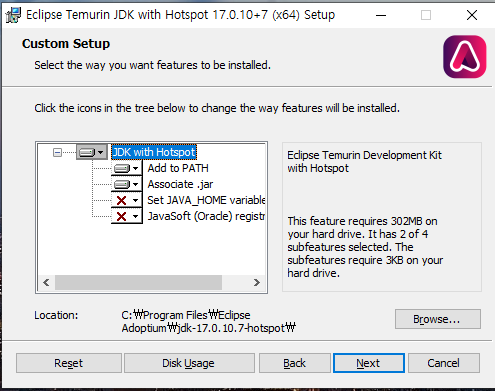 Eclipse Temurin JDK with Hotspot 17.0.10+7 (x64) Setup
Custom Setup
Select the way you want features to be installed.
Click the icons in the tree below to change the way features will be installed.
JDK with Hotspot
Add to PATH
Associate .jar
Set JAVA_HOME variable
JavaSoft (Oracle) registr
Eclipse Temurin Development Kit
with Hotspot
This feature requires 302MB on
your hard drive. It has 2 of 4
subfeatures selected. The
subfeatures require 3KB on your
hard drive.
Location:
C:₩Program Files₩Eclipse
Adoptium₩jdk-17.0.10.7-hotspot₩
Browse...
Reset
Disk Usage
Back
Next
Cancel